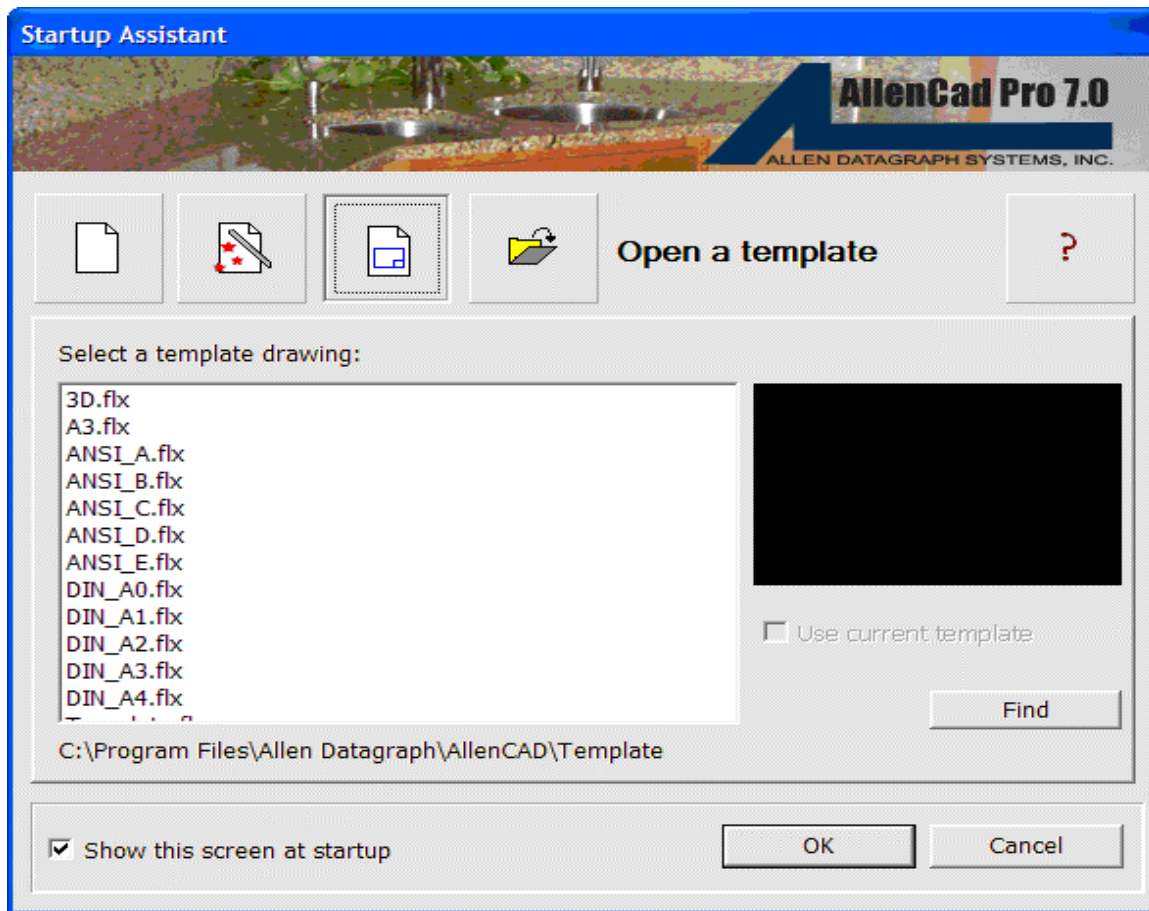 Startup Assistant
AllenCad Pro 7.0
ALLEN DATAGRAPH SYSTEMS, INC.
Open a template
?
Select a template drawing:
3D.flx
A3.flx
ANSI_A.flx
ANSI_B.flx
ANSI_C.flx
ANSI_D.flx
ANSI_E.flx
DIN_A0.flx
DIN_A1.flx
DIN_A2.flx
DIN_A3.flx
DIN_A4.flx
Use current template
Find
C:\Program Files\Allen Datagraph\AllenCAD\Template
Show this screen at startup
OK
Cancel